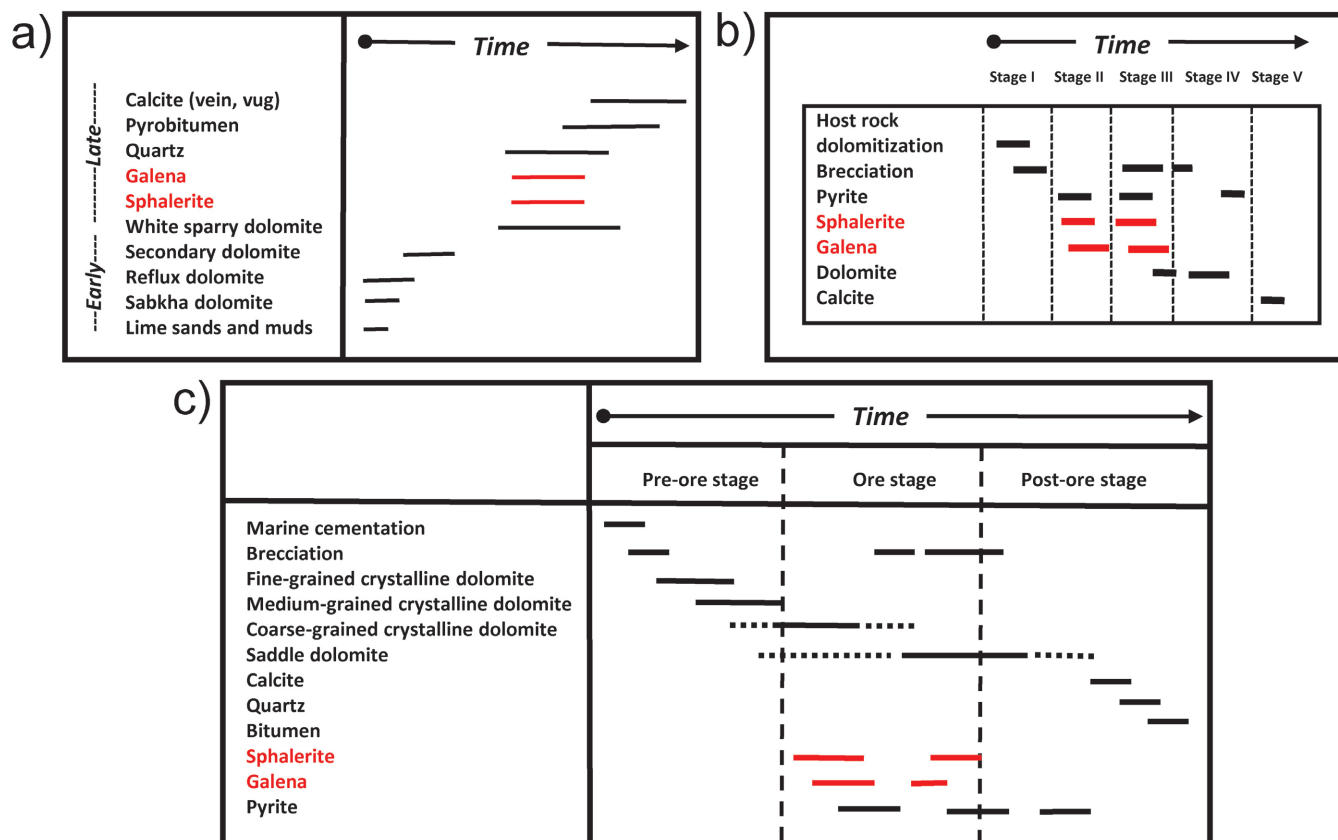 a)
Time
Late
Early
Calcite (vein, vug)
Pyrobitumen
Quartz
Galena
Sphalerite
White sparry dolomite
Secondary dolomite
Reflux dolomite
Sabkha dolomite
Lime sands and muds
b)
Time
Stage I Stage II Stage III Stage IV Stage V
Host rock
dolomitization
Brecciation
Pyrite
Sphalerite
Galena
Dolomite
Calcite
c)
Time
Pre-ore stage Ore stage Post-ore stage
Marine cementation
Brecciation
Fine-grained crystalline dolomite
Medium-grained crystalline dolomite
Coarse-grained crystalline dolomite
Saddle dolomite
Calcite
Quartz
Bitumen
Sphalerite
Galena
Pyrite